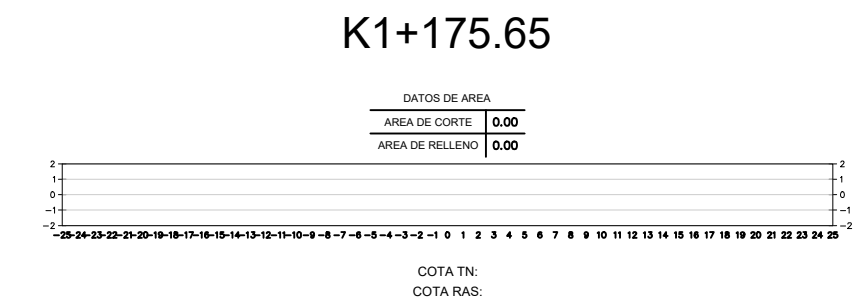 K1+175.65
DATOS DE AREA
AREA DE CORTE 0.00
AREA DE RELLENO 0.00
2 2
1 1
0 0
-1 -1
-2 -2
-25-24-23-22-21-20-19-18-17-16-15-14-13-12-11-10-9 -8 -7 -6 -5 -4 -3 -2 -1 0 1 2 3 4 5 6 7 8 9 10 11 12 13 14 15 16 17 18 19 20 21 22 23 24 25
COTA TN:
COTA RAS: